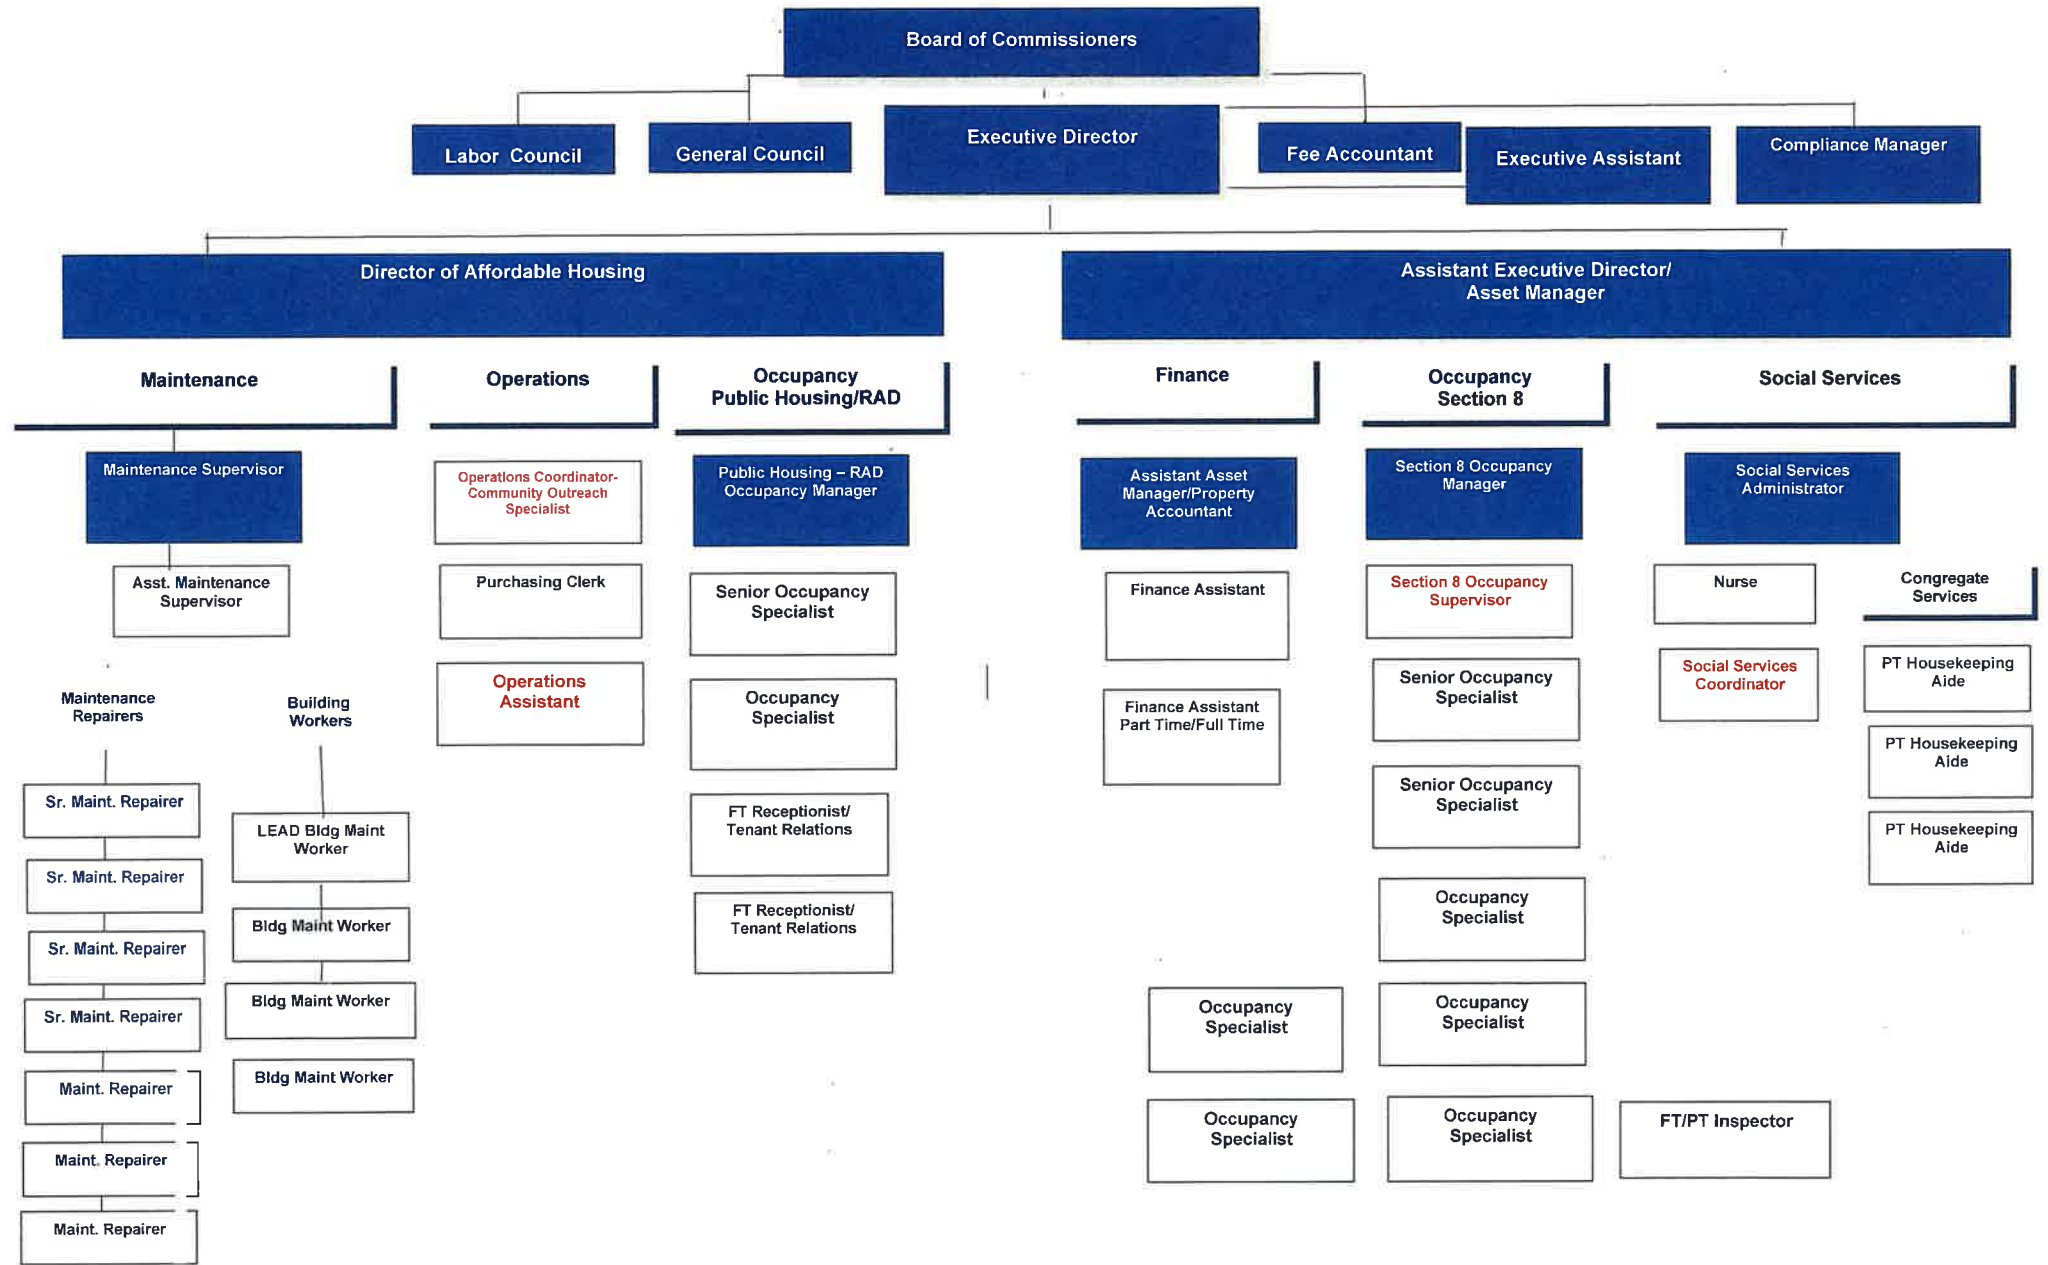 Board of Commissioners
Labor Council
General Council
Executive Director
Fee Accountant
Executive Assistant
Compliance Manager
Director of Affordable Housing
Assistant Executive Director/
Asset Manager
Maintenance
Operations
Occupancy
Public Housing/RAD
Finance
Occupancy
Section 8
Social Services
Maintenance Supervisor
Asst. Maintenance
Supervisor
Maintenance
Repairers
Sr. Maint. Repairer
Sr. Maint. Repairer
Sr. Maint. Repairer
Sr. Maint. Repairer
Maint. Repairer
Maint. Repairer
Maint. Repairer
Building
Workers
LEAD Bldg Maint
Worker
Bldg Maint Worker
Bldg Maint Worker
Bldg Maint Worker
Operations Coordinator-
Community Outreach
Specialist
Purchasing Clerk
Operations
Assistant
Public Housing – RAD
Occupancy Manager
Senior Occupancy
Specialist
Occupancy
Specialist
FT Receptionist/
Tenant Relations
FT Receptionist/
Tenant Relations
Assistant Asset
Manager/Property
Accountant
Finance Assistant
Finance Assistant
Part Time/Full Time
Section 8 Occupancy
Manager
Section 8 Occupancy
Supervisor
Senior Occupancy
Specialist
Senior Occupancy
Specialist
Occupancy
Specialist
Occupancy
Specialist
Occupancy
Specialist
Occupancy
Specialist
Occupancy
Specialist
FT/PT Inspector
Social Services
Administrator
Nurse
Social Services
Coordinator
Congregate
Services
PT Housekeeping
Aide
PT Housekeeping
Aide
PT Housekeeping
Aide